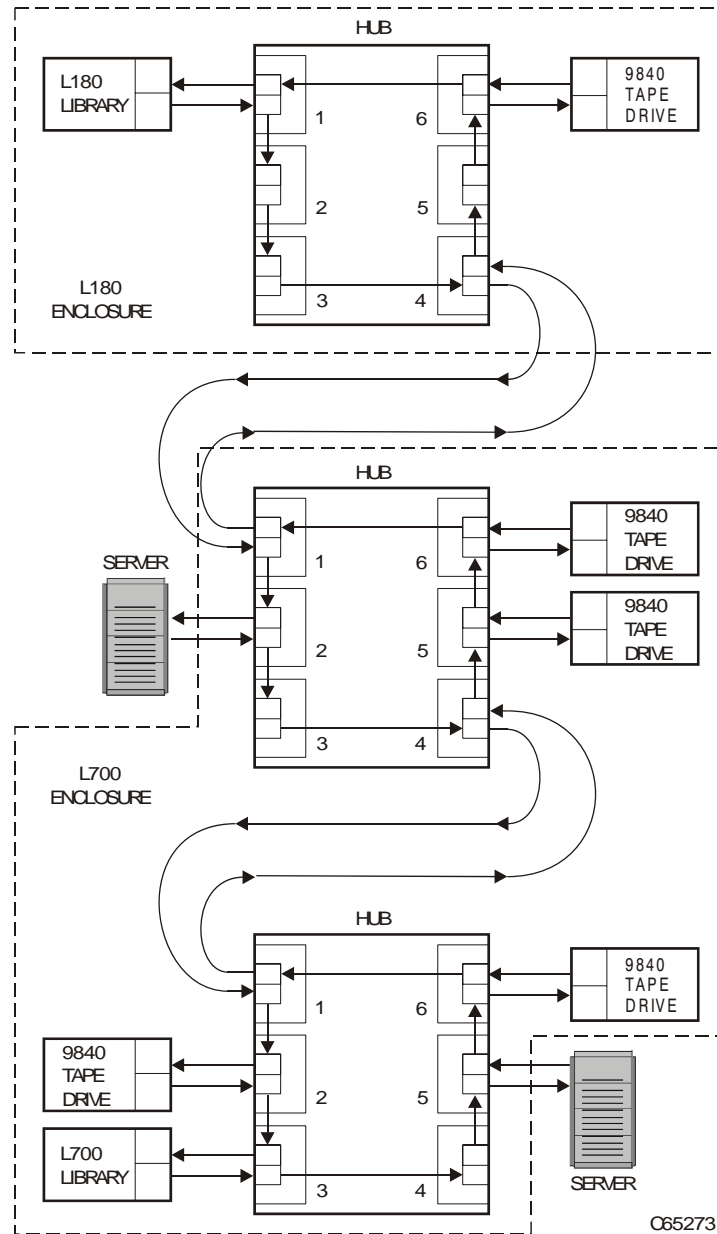 HUB
L180
LIBRARY
1
6
9840
TAPE
DRIVE
2
5
3
4
L180
ENCLOSURE
HUB
SERVER
1
6
9840
TAPE
DRIVE
2
5
9840
TAPE
DRIVE
3
4
L700
ENCLOSURE
HUB
1
6
9840
TAPE
DRIVE
9840
TAPE
DRIVE
2
5
L700
LIBRARY
3
4
SERVER
C65273